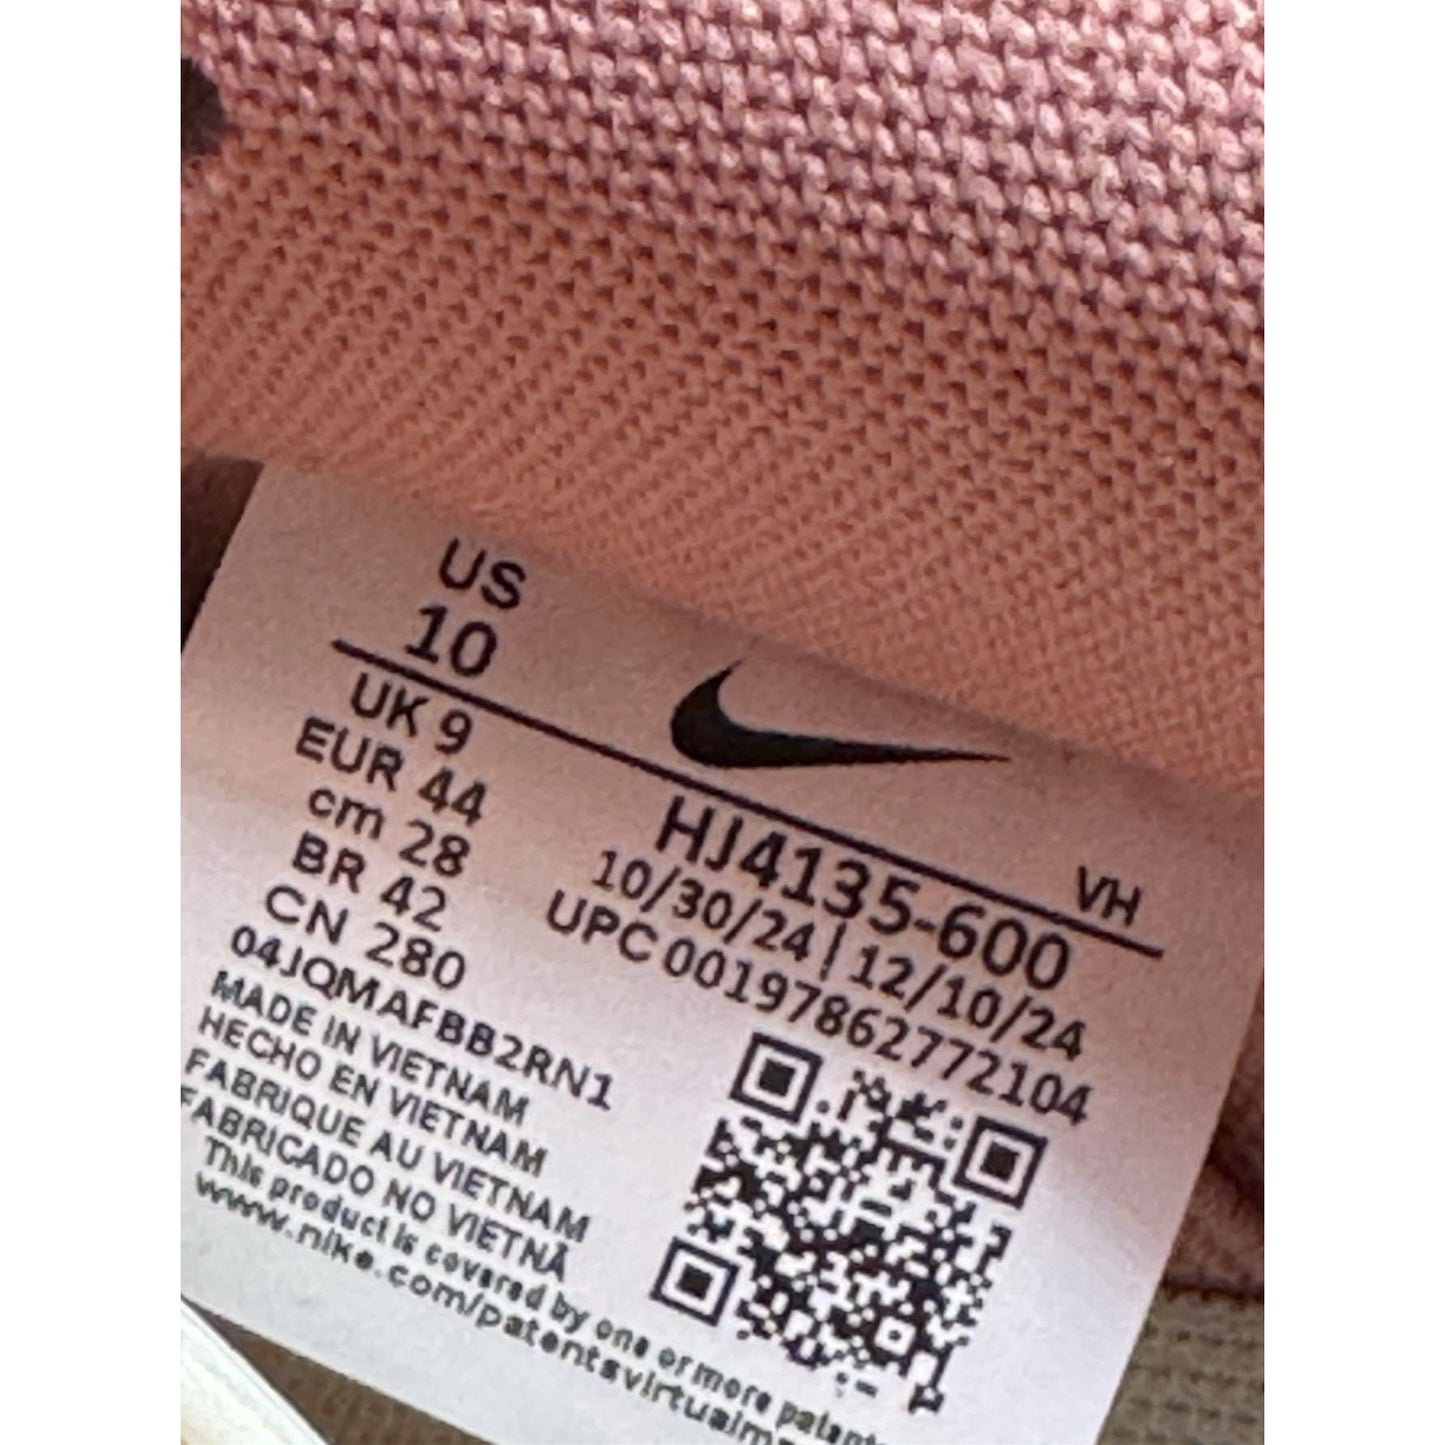 US
10
UK 9
EUR 44
cm 28
BR 42
CN 280
04JQMAFBB2RN1
MADE IN VIETNAM
HECHO EN VIETNAM
FABRIQUE AU VIETNAM
FABRICADO NO VIETNÃ
This product is covered by one or more patents
www.nike.com/patentsvirtualm
VH
HJ4135-600
10/30/24 | 12/10/24
UPC 00197862772104